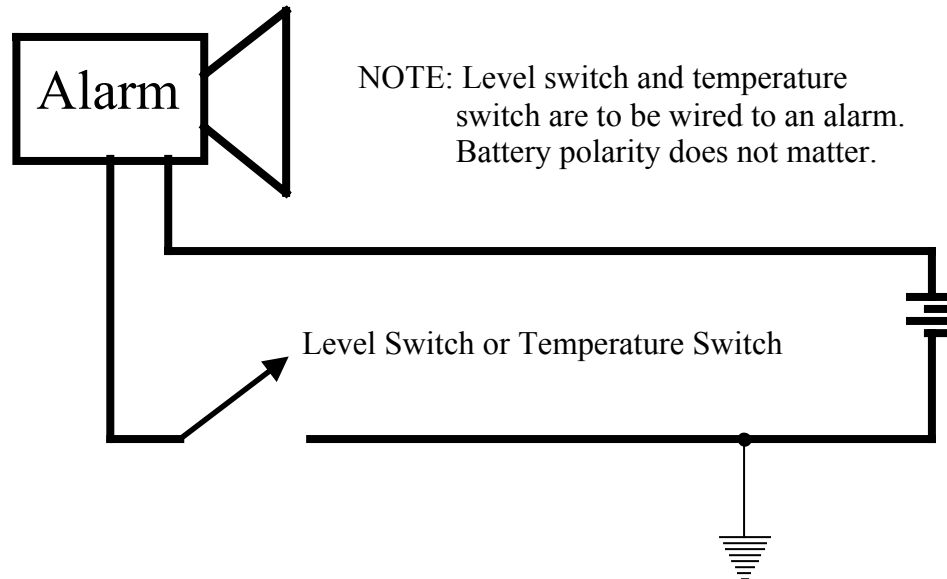 Alarm
NOTE: Level switch and temperature
switch are to be wired to an alarm.
Battery polarity does not matter.
Level Switch or Temperature Switch